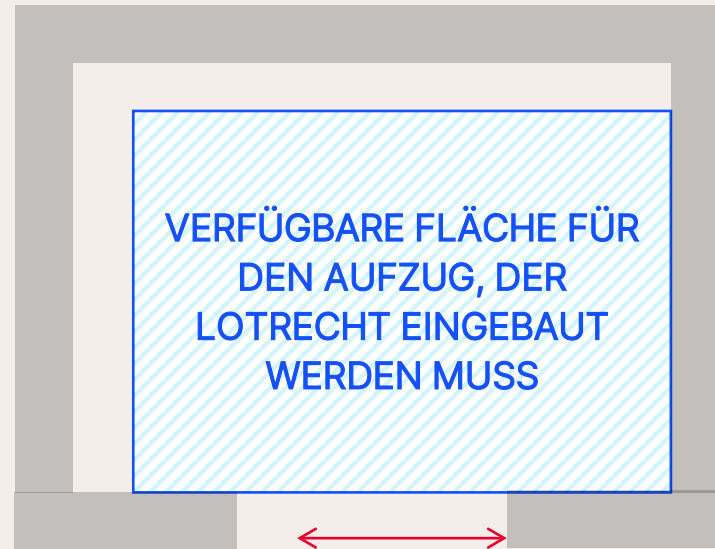 VERFÜGBARE FLÄCHE FÜR
DEN AUFZUG, DER
LOTRECHT EINGEBAUT
WERDEN MUSS